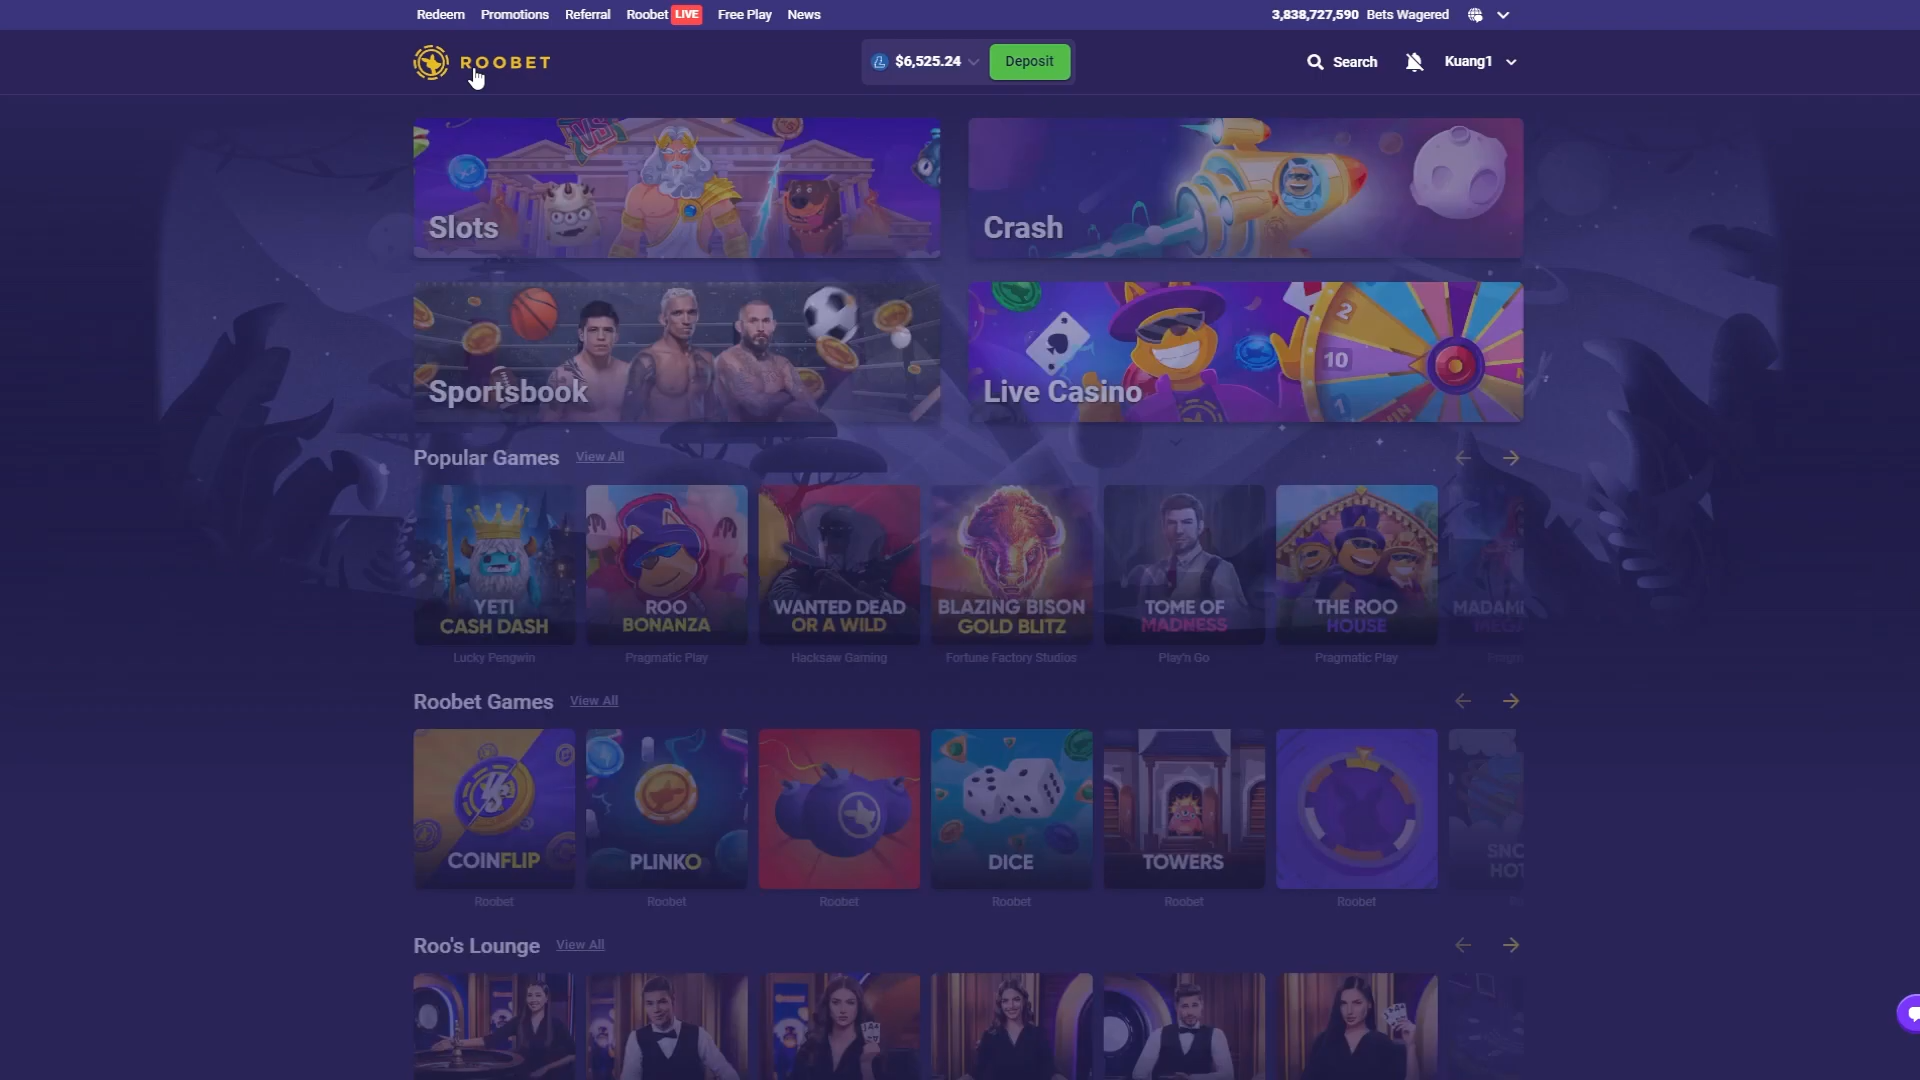 Redeem Promotions Referral Roobet LIVE Free Play News
3,838,727,590 Bets Wagered
ROOBET
$6,525.24
Deposit
Search
Kuang1
Slots
Crash
Sportsbook
Live Casino
2
10
1
Popular Games View All
YETI
CASH DASH
ROO
BONANZA
WANTED DEAD
OR A WILD
BLAZING BISON
GOLD BLITZ
TOME OF
MADNESS
THE ROO
HOUSE
Lucky Pengwin
Pragmatic Play
Hacksaw Gaming
Fortune Factory Studios
Play'n Go
Pragmatic Play
Roobet Games View All
COINFLIP
PLINKO
DICE
TOWERS
Roobet
Roobet
Roobet
Roobet
Roobet
Roobet
Roo's Lounge View All